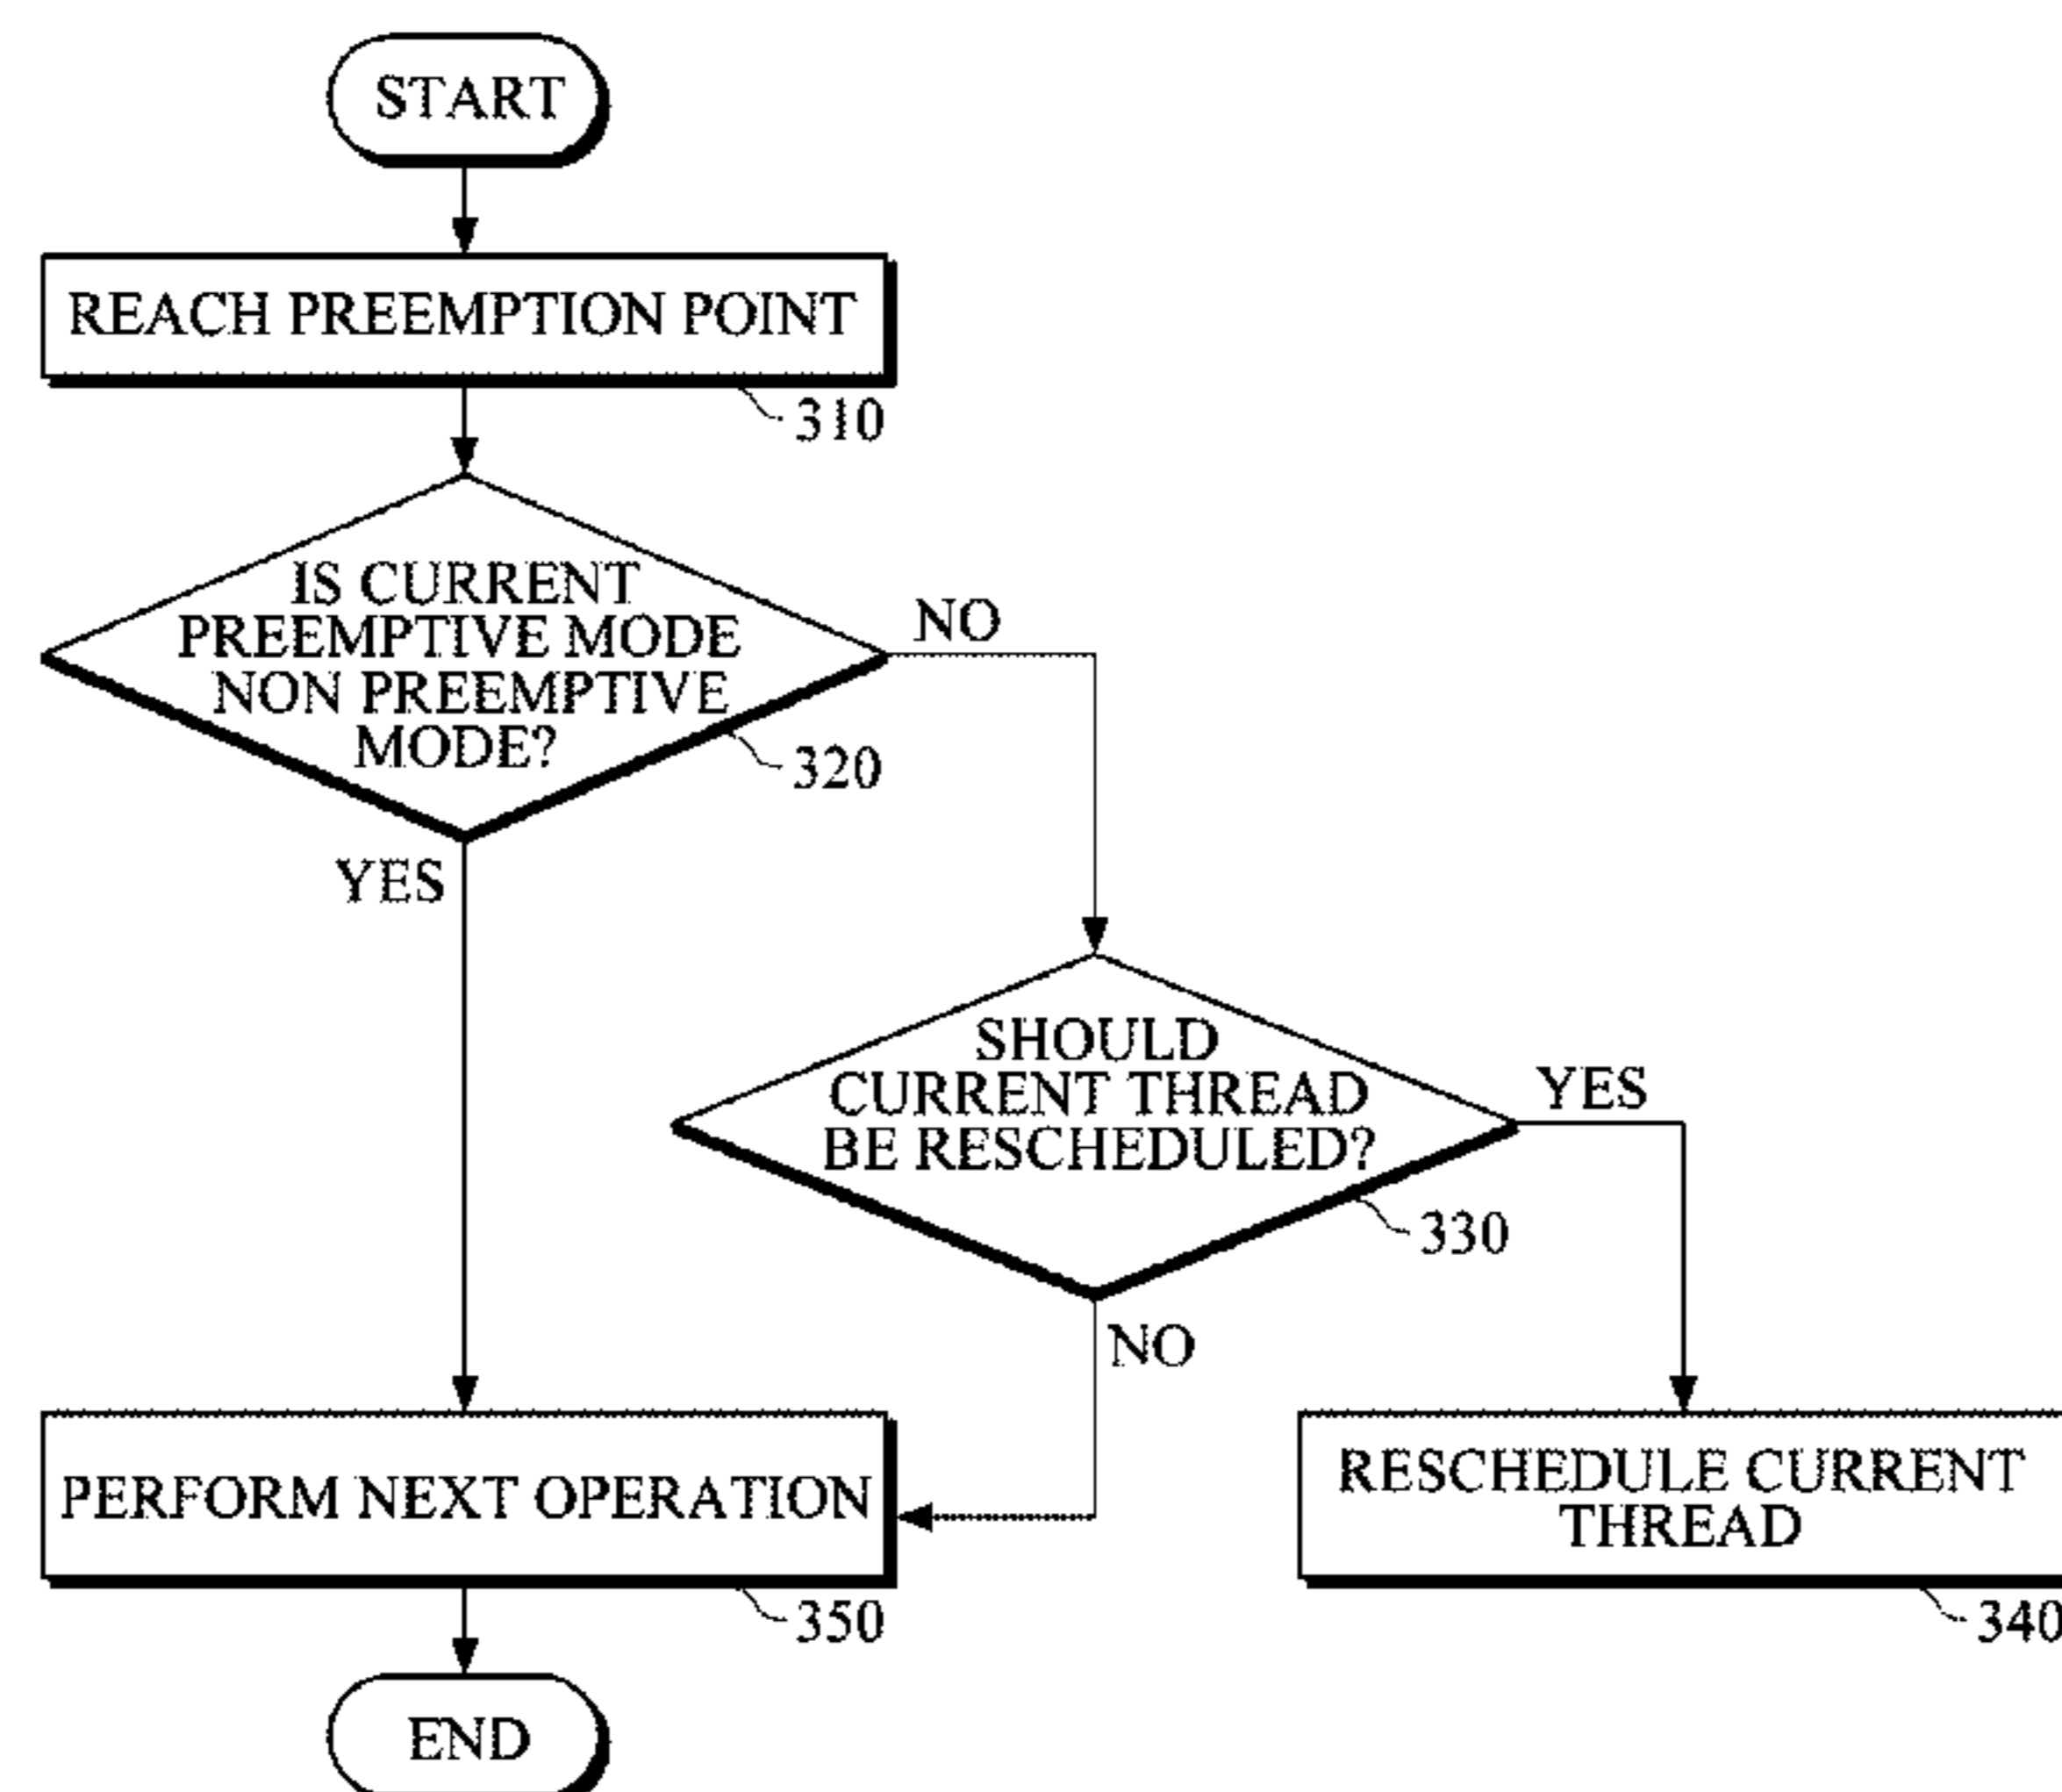 START
REACH PREEMPTION POINT
310
IS CURRENT
PREEMPTIVE MODE
NON PREEMPTIVE
MODE?
320
NO
YES
SHOULD
CURRENT THREAD
BE RESCHEDULED?
330
YES
NO
PERFORM NEXT OPERATION
350
RESCHEDULE CURRENT
THREAD
340
END